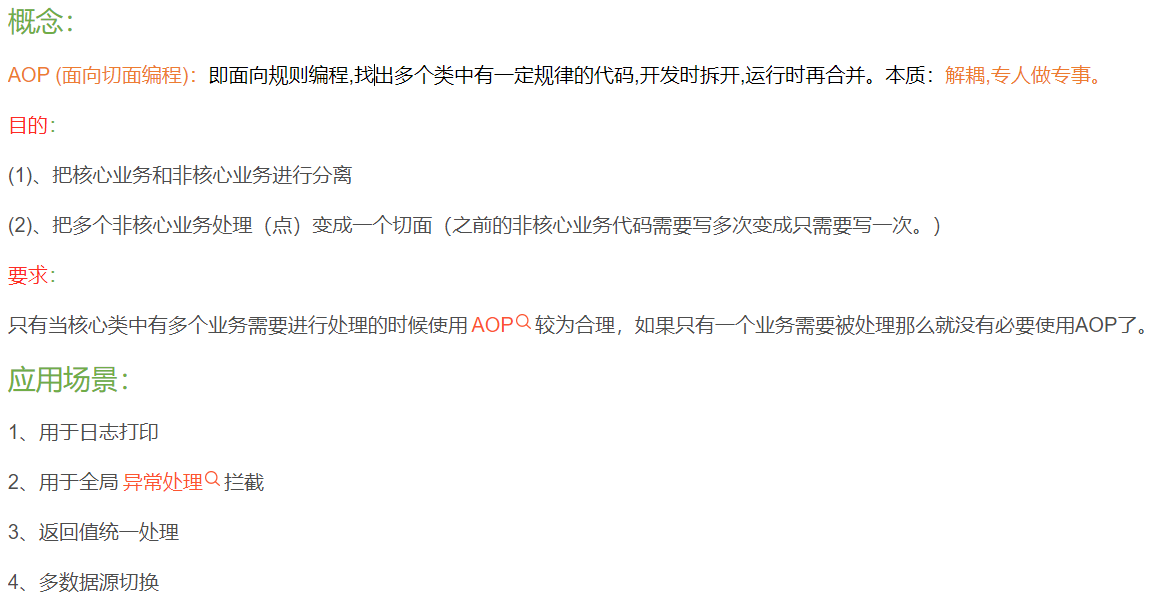 概念：
AOP (面向切面编程)：即面向规则编程,找出多个类中有一定规律的代码,开发时拆开,运行时再合并。本质：解耦,专人做专事。
目的：
(1)、把核心业务和非核心业务进行分离
(2)、把多个非核心业务处理（点）变成一个切面（之前的非核心业务代码需要写多次变成只需要写一次。）
要求：
只有当核心类中有多个业务需要进行处理的时候使用 AOP 较为合理，如果只有一个业务需要被处理那么就没有必要使用AOP了。
应用场景：
1、用于日志打印
2、用于全局 异常处理 拦截
3、返回值统一处理
4、多数据源切换